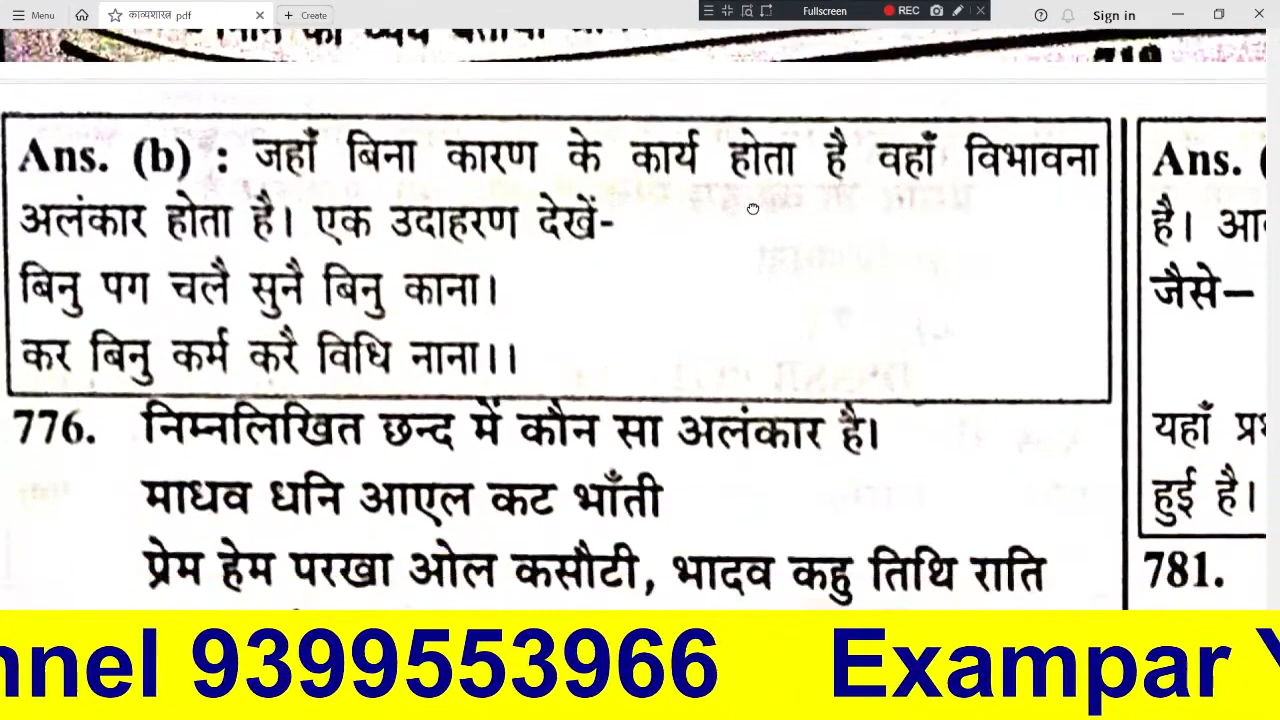 Menu
काव्यशास्त्र pdf
Create
Fullscreen
REC
Sign in
719
Ans. (b) : जहाँ बिना कारण के कार्य होता है वहाँ विभावना
अलंकार होता है। एक उदाहरण देखें-
बिनु पग चलै सुनै बिनु काना।
कर बिनु कर्म करै विधि नाना।।
776. निम्नलिखित छन्द में कौन सा अलंकार है।
माधव धनि आएल कट भाँती
प्रेम हेम परखा ओल कसौटी, भादव कहु तिथि राति
Ans. (
है। आ
जैसे–
यहाँ प्र
हुई है।
781.
nnel 9399553966 Exampar Y